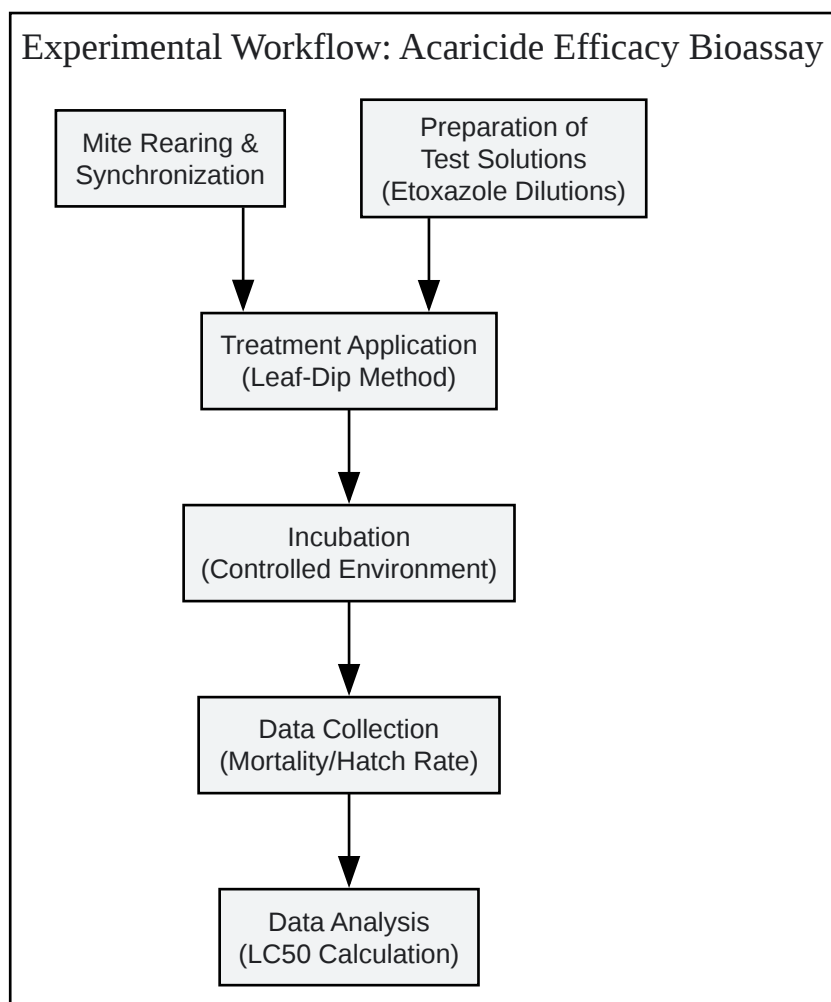 Experimental Workflow: Acaricide Efficacy Bioassay
Mite Rearing &
Synchronization
Preparation of
Test Solutions
(Etoxazole Dilutions)
Treatment Application
(Leaf-Dip Method)
Incubation
(Controlled Environment)
Data Collection
(Mortality/Hatch Rate)
Data Analysis
(LC50 Calculation)